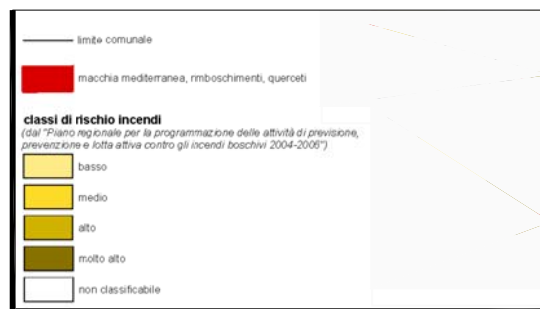 limite comunale
macchia mediterranea, rimboschimenti, querceti
classi di rischio incendi
(dal "Piano regionale per la programmazione delle attività di previsione,
prevenzione e lotta attiva contro gli incendi boschivi 2004-2006")
basso
medio
alto
molto alto
non classificabile